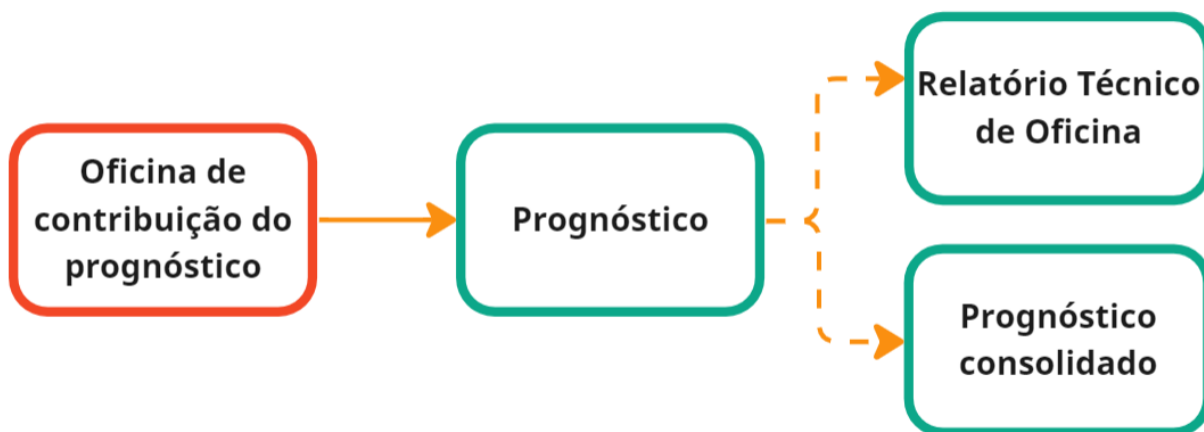 Oficina de
contribuição do
prognóstico
Prognóstico
Relatório Técnico
de Oficina
Prognóstico
consolidado